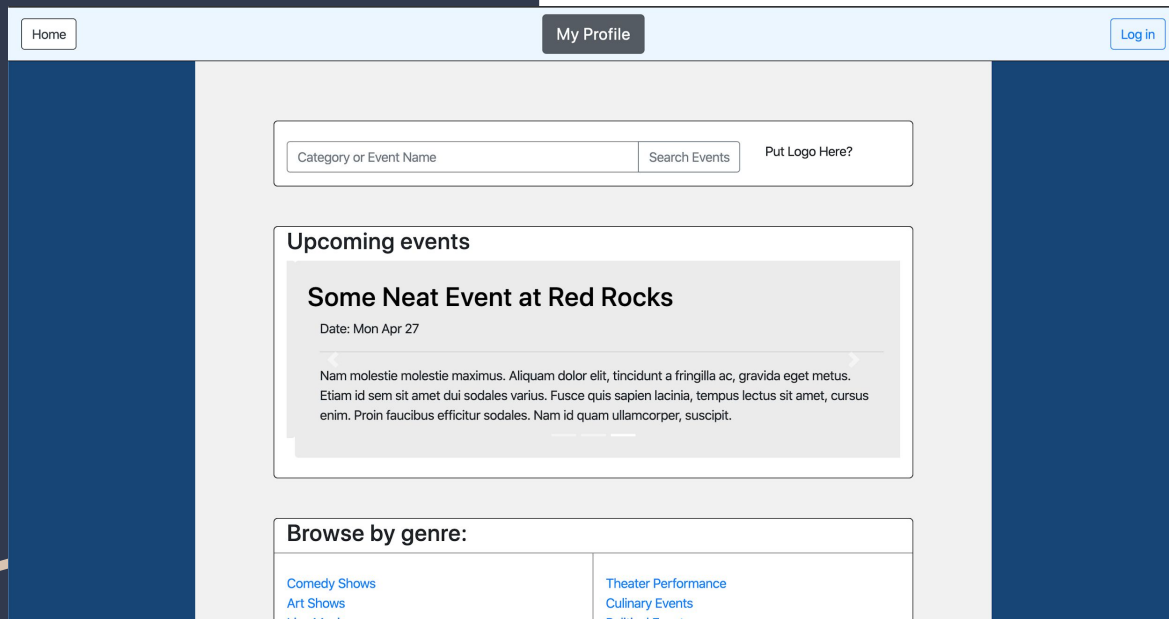 Home
My Profile
Log in
Category or Event Name
Search Events
Put Logo Here?
Upcoming events
Some Neat Event at Red Rocks
Date: Mon Apr 27
Nam molestie molestie maximus. Aliquam dolor elit, tincidunt a fringilla ac, gravida eget metus.
Etiam id sem sit amet dui sodales varius. Fusce quis sapien lacinia, tempus lectus sit amet, cursus
enim. Proin faucibus efficitur sodales. Nam id quam ullamcorper, suscipit.
Browse by genre:
Comedy Shows
Theater Performance
Art Shows
Culinary Events